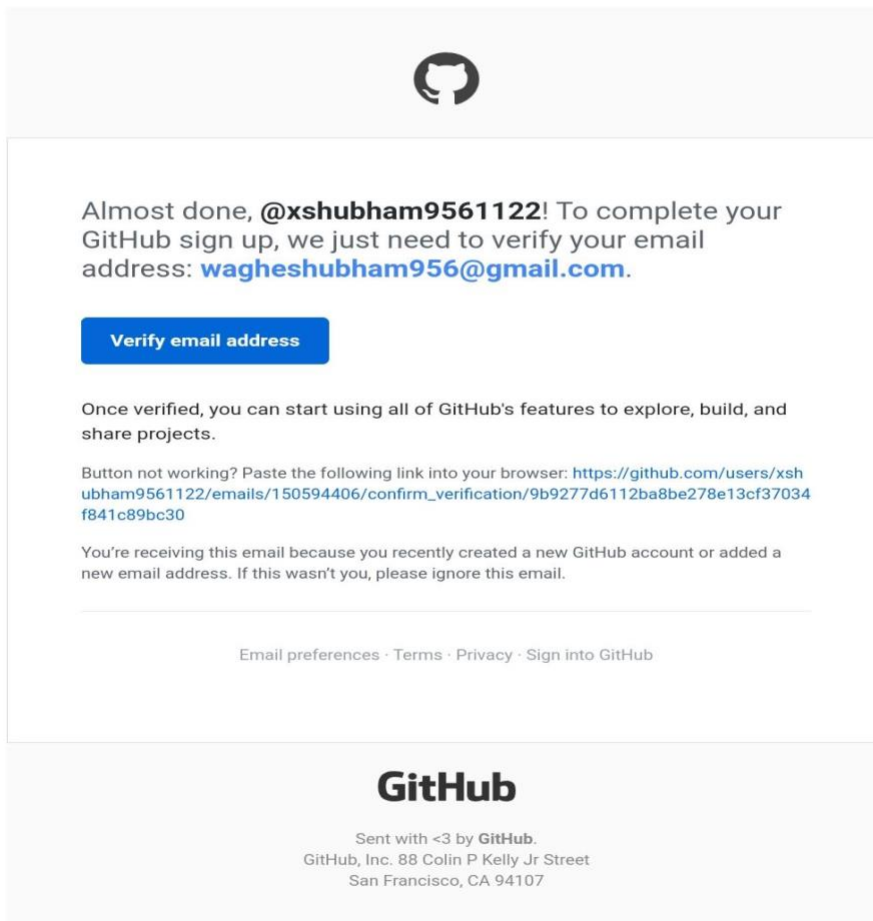 Almost done, @xshubham9561122! To complete your
GitHub sign up, we just need to verify your email
address: wagheshubham956@gmail.com.
Verify email address
Once verified, you can start using all of GitHub's features to explore, build, and
share projects.
Button not working? Paste the following link into your browser: https://github.com/users/xsh
ubham9561122/emails/150594406/confirm_verification/9b9277d6112ba8be278e13cf37034
f841c89bc30
You’re receiving this email because you recently created a new GitHub account or added a
new email address. If this wasn’t you, please ignore this email.
Email preferences · Terms · Privacy · Sign into GitHub
GitHub
Sent with <3 by GitHub.
GitHub, Inc. 88 Colin P Kelly Jr Street
San Francisco, CA 94107